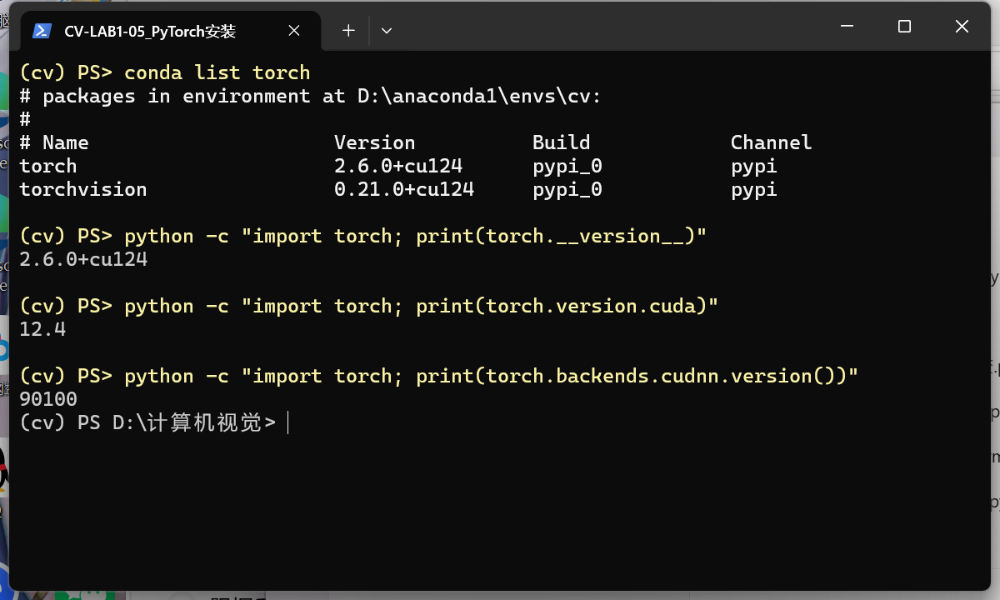 CV-LAB1-05_PyTorch安装
(cv) PS> conda list torch
# packages in environment at D:\anaconda1\envs\cv:
#
# Name Version Build Channel
torch 2.6.0+cu124 pypi_0 pypi
torchvision 0.21.0+cu124 pypi_0 pypi
(cv) PS> python -c "import torch; print(torch.__version__)"
2.6.0+cu124
(cv) PS> python -c "import torch; print(torch.version.cuda)"
12.4
(cv) PS> python -c "import torch; print(torch.backends.cudnn.version())"
90100
(cv) PS D:\计算机视觉>